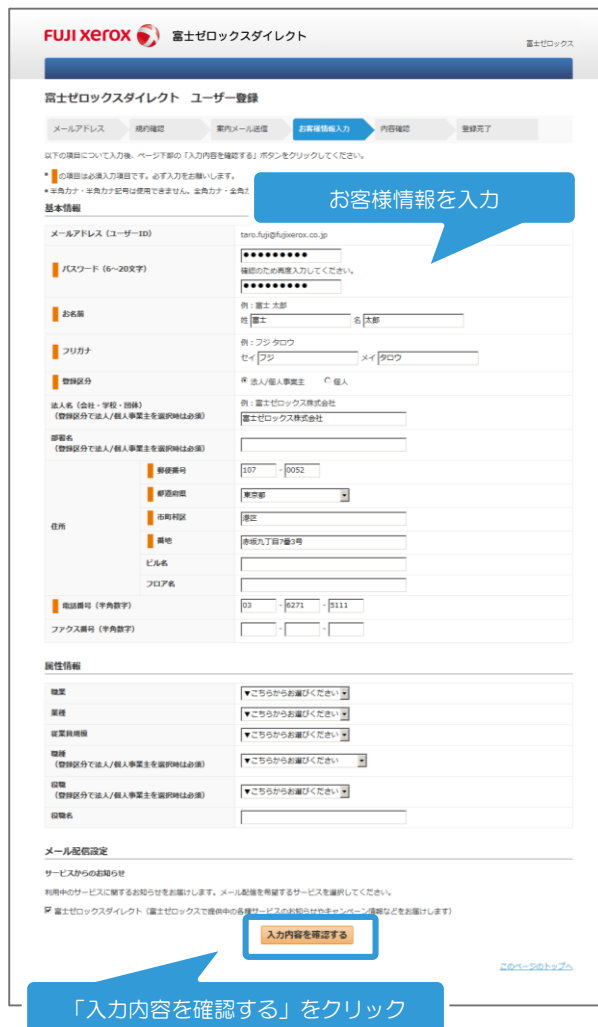 FUJI XEROX 富士ゼロックスダイレクト
富士ゼロックス
富士ゼロックスダイレクト ユーザー登録
メールアドレス 規約確認 案内メール送信 お客様情報入力 内容確認 登録完了
以下の項目について入力後、ページ下部の「入力内容を確認する」ボタンをクリックしてください。
* の項目は必須入力項目です。必ず入力をお願いします。
* 半角カナ・半角カナ記号は使用できません。全角カナ・全角カ
お客様情報を入力
基本情報
メールアドレス（ユーザーID） taro.fuji@fujixerox.co.jp
パスワード（6～20文字） ●●●●●●●●●
確認のため再度入力してください。
●●●●●●●●●
お名前 例：富士 太郎
姓 富士 名 太郎
フリガナ 例：フジ タロウ
セイ フジ メイ タロウ
登録区分 法人/個人事業主 個人
法人名（会社・学校・団体） 例：富士ゼロックス株式会社
（登録区分で法人/個人事業主を選択時は必須） 富士ゼロックス株式会社
部署名
（登録区分で法人/個人事業主を選択時は必須）
住所
郵便番号 107 - 0052
都道府県 東京都
市町村区 港区
番地 赤坂九丁目7番3号
ビル名
フロア名
電話番号（半角数字） 03 - 6271 - 5111
ファクス番号（半角数字） - -
属性情報
職業 ▼こちらからお選びください
業種 ▼こちらからお選びください
従業員規模 ▼こちらからお選びください
職種
（登録区分で法人/個人事業主を選択時は必須） ▼こちらからお選びください
役職
（登録区分で法人/個人事業主を選択時は必須） ▼こちらからお選びください
役職名
メール配信設定
サービスからのお知らせ
利用中のサービスに関するお知らせをお届けします。メール配信を希望するサービスを選択してください。
富士ゼロックスダイレクト（富士ゼロックスで提供中の各種サービスのお知らせやキャンペーン情報などをお届けします）
入力内容を確認する
このページのトップへ
「入力内容を確認する」をクリック